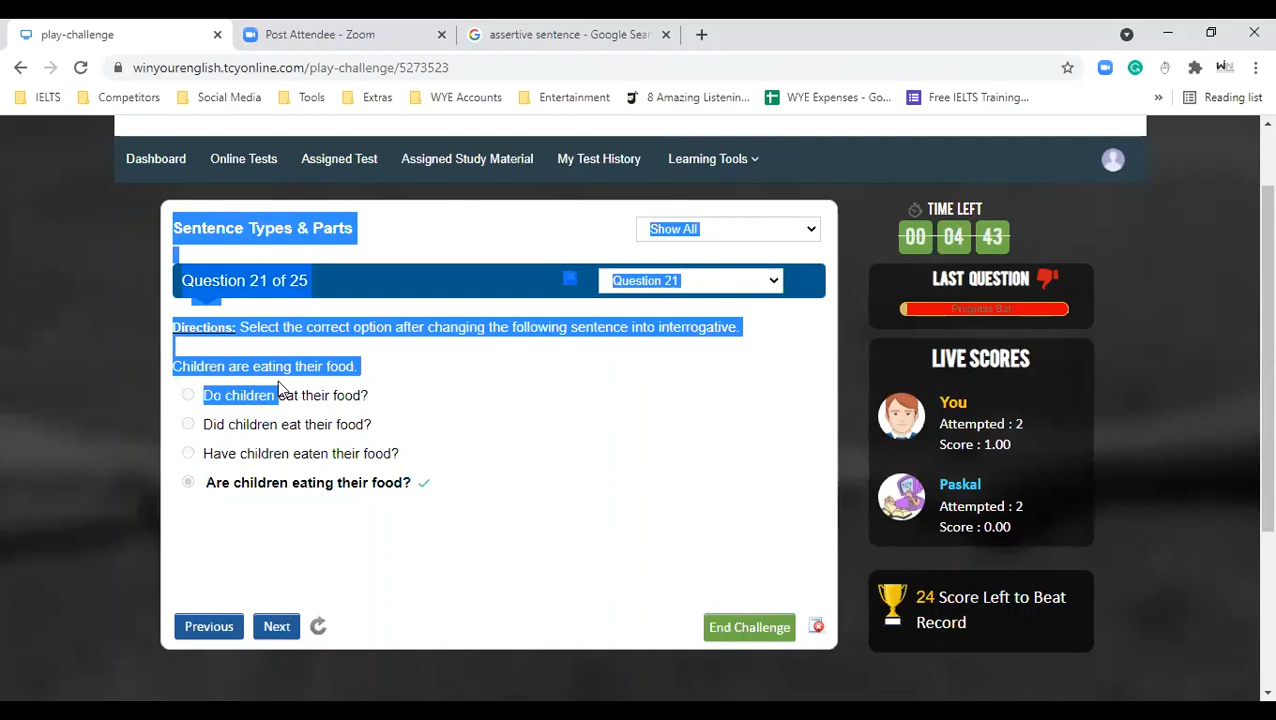 play-challenge
Post Attendee - Zoom
assertive sentence - Google Sear
winyourenglish.tcyonline.com/play-challenge/5273523
IELTS
Competitors
Social Media
Tools
Extras
WYE Accounts
Entertainment
8 Amazing Listenin...
WYE Expenses - Go...
Free IELTS Training...
»
Reading list
Dashboard
Online Tests
Assigned Test
Assigned Study Material
My Test History
Learning Tools
Sentence Types & Parts
Show All
Question 21 of 25
Question 21
Directions: Select the correct option after changing the following sentence into interrogative.
Children are eating their food.
Do children eat their food?
Did children eat their food?
Have children eaten their food?
Are children eating their food?
Previous
Next
End Challenge
TIME LEFT
00 04 43
LAST QUESTION
Progress Bar
LIVE SCORES
You
Attempted : 2
Score : 1.00
Paskal
Attempted : 2
Score : 0.00
24 Score Left to Beat
Record